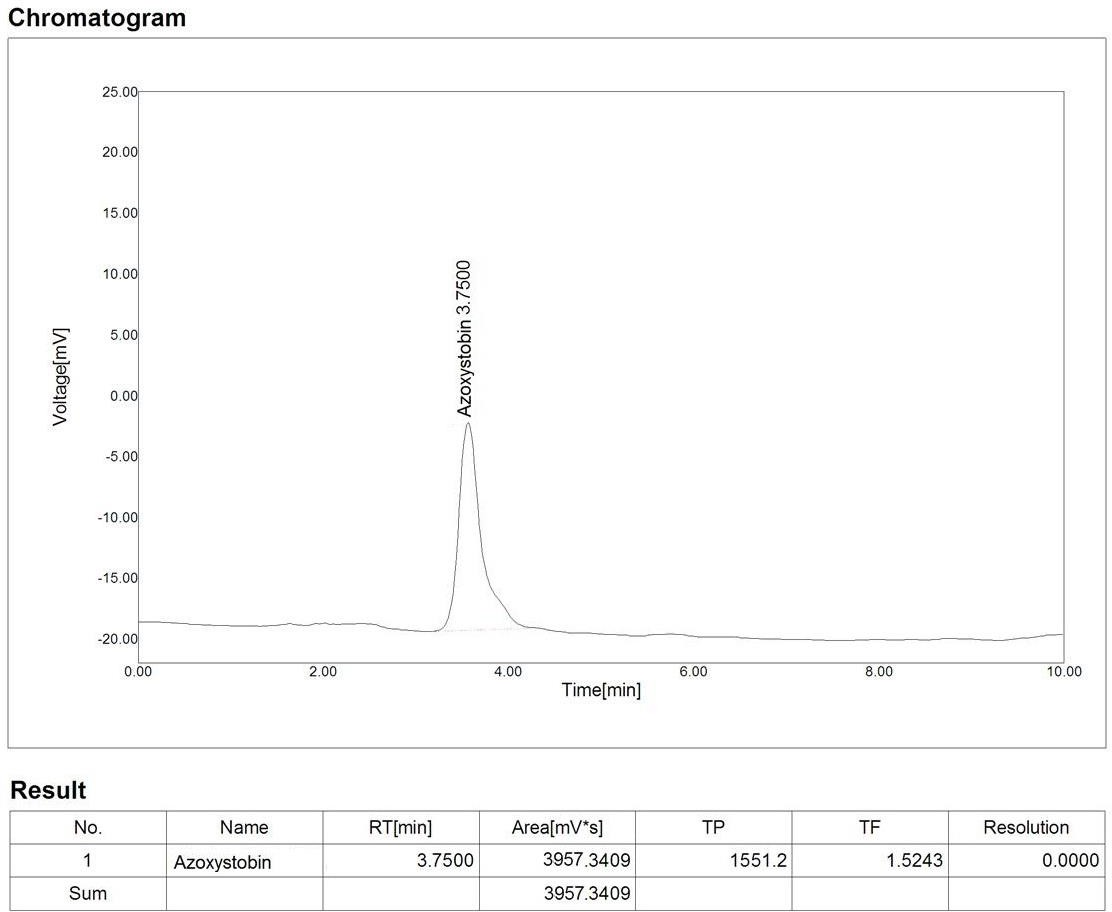 Chromatogram
25.00
20.00
15.00
10.00
5.00
0.00
-5.00
-10.00
-15.00
-20.00
Voltage[mV]
Azoxystobin 3.7500
0.00 2.00 4.00 6.00 8.00 10.00
Time[min]
Result
No. Name RT[min] Area[mV*s] TP TF Resolution
1 Azoxystobin 3.7500 3957.3409 1551.2 1.5243 0.0000
Sum 3957.3409